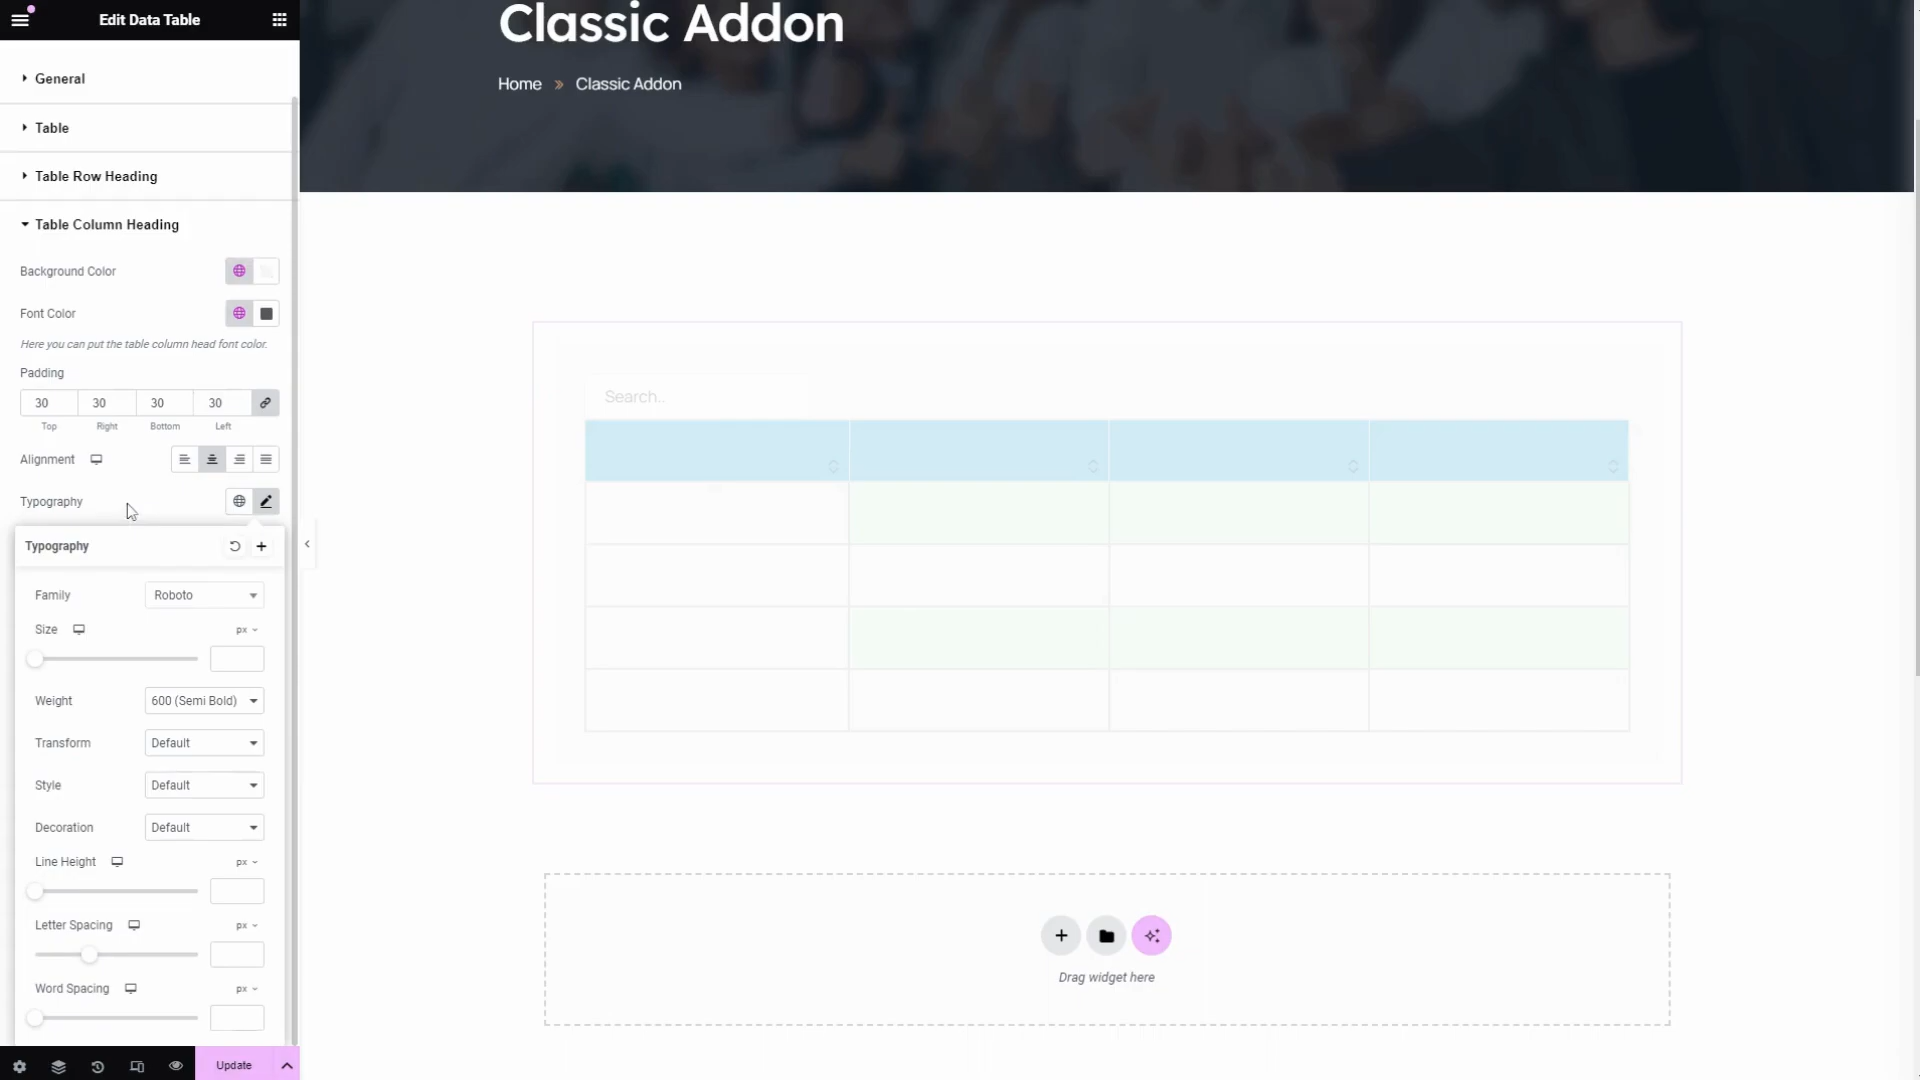 Edit Data Table
General
Table
Table Row Heading
Table Column Heading
Background Color
Font Color
Here you can put the table column head font color.
Padding
30 30 30 30
Top Right Bottom Left
Alignment
Typography
Typography
Family Roboto
Size px
Weight 600 (Semi Bold)
Transform Default
Style Default
Decoration Default
Line Height px
Letter Spacing px
Word Spacing px
Update
Classic Addon
Home » Classic Addon
Search..
Drag widget here